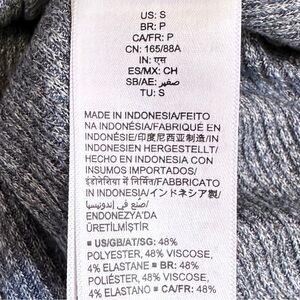 US: S
BR: P
CA/FR: P
CN: 165/88A
IN: एस
ES/MX: CH
SB/AE: صغير
TU: S
MADE IN INDONESIA/FEITO
NA INDONÉSIA/FABRIQUÉ EN
INDONÉSIE/印度尼西亚制造/IN
INDONESIEN HERGESTELLT/
HECHO EN INDONESIA CON
INSUMOS IMPORTADOS/
इंडोनेशिया में निर्मित/FABBRICATO
IN INDONESIA/インドネシア製/
صنع في إندونيسيا/
ENDONEZYA'DA
ÜRETİLMİŞTİR
■ US/GB/AT/SG: 48%
POLYESTER, 48% VISCOSE,
4% ELASTANE ■ BR: 48%
POLIÉSTER, 48% VISCOSE,
4% ELASTANO ■ CA/FR: 48%